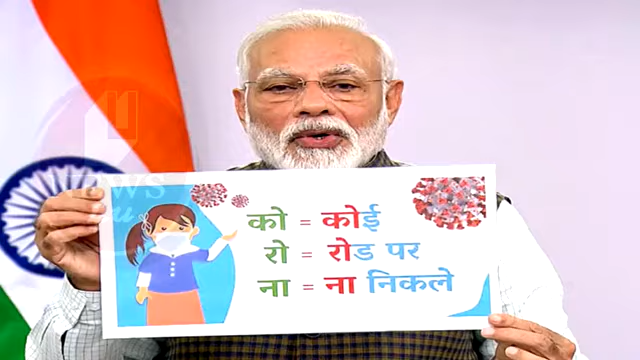 को = कोई
रो = रोड पर
ना = ना निकले